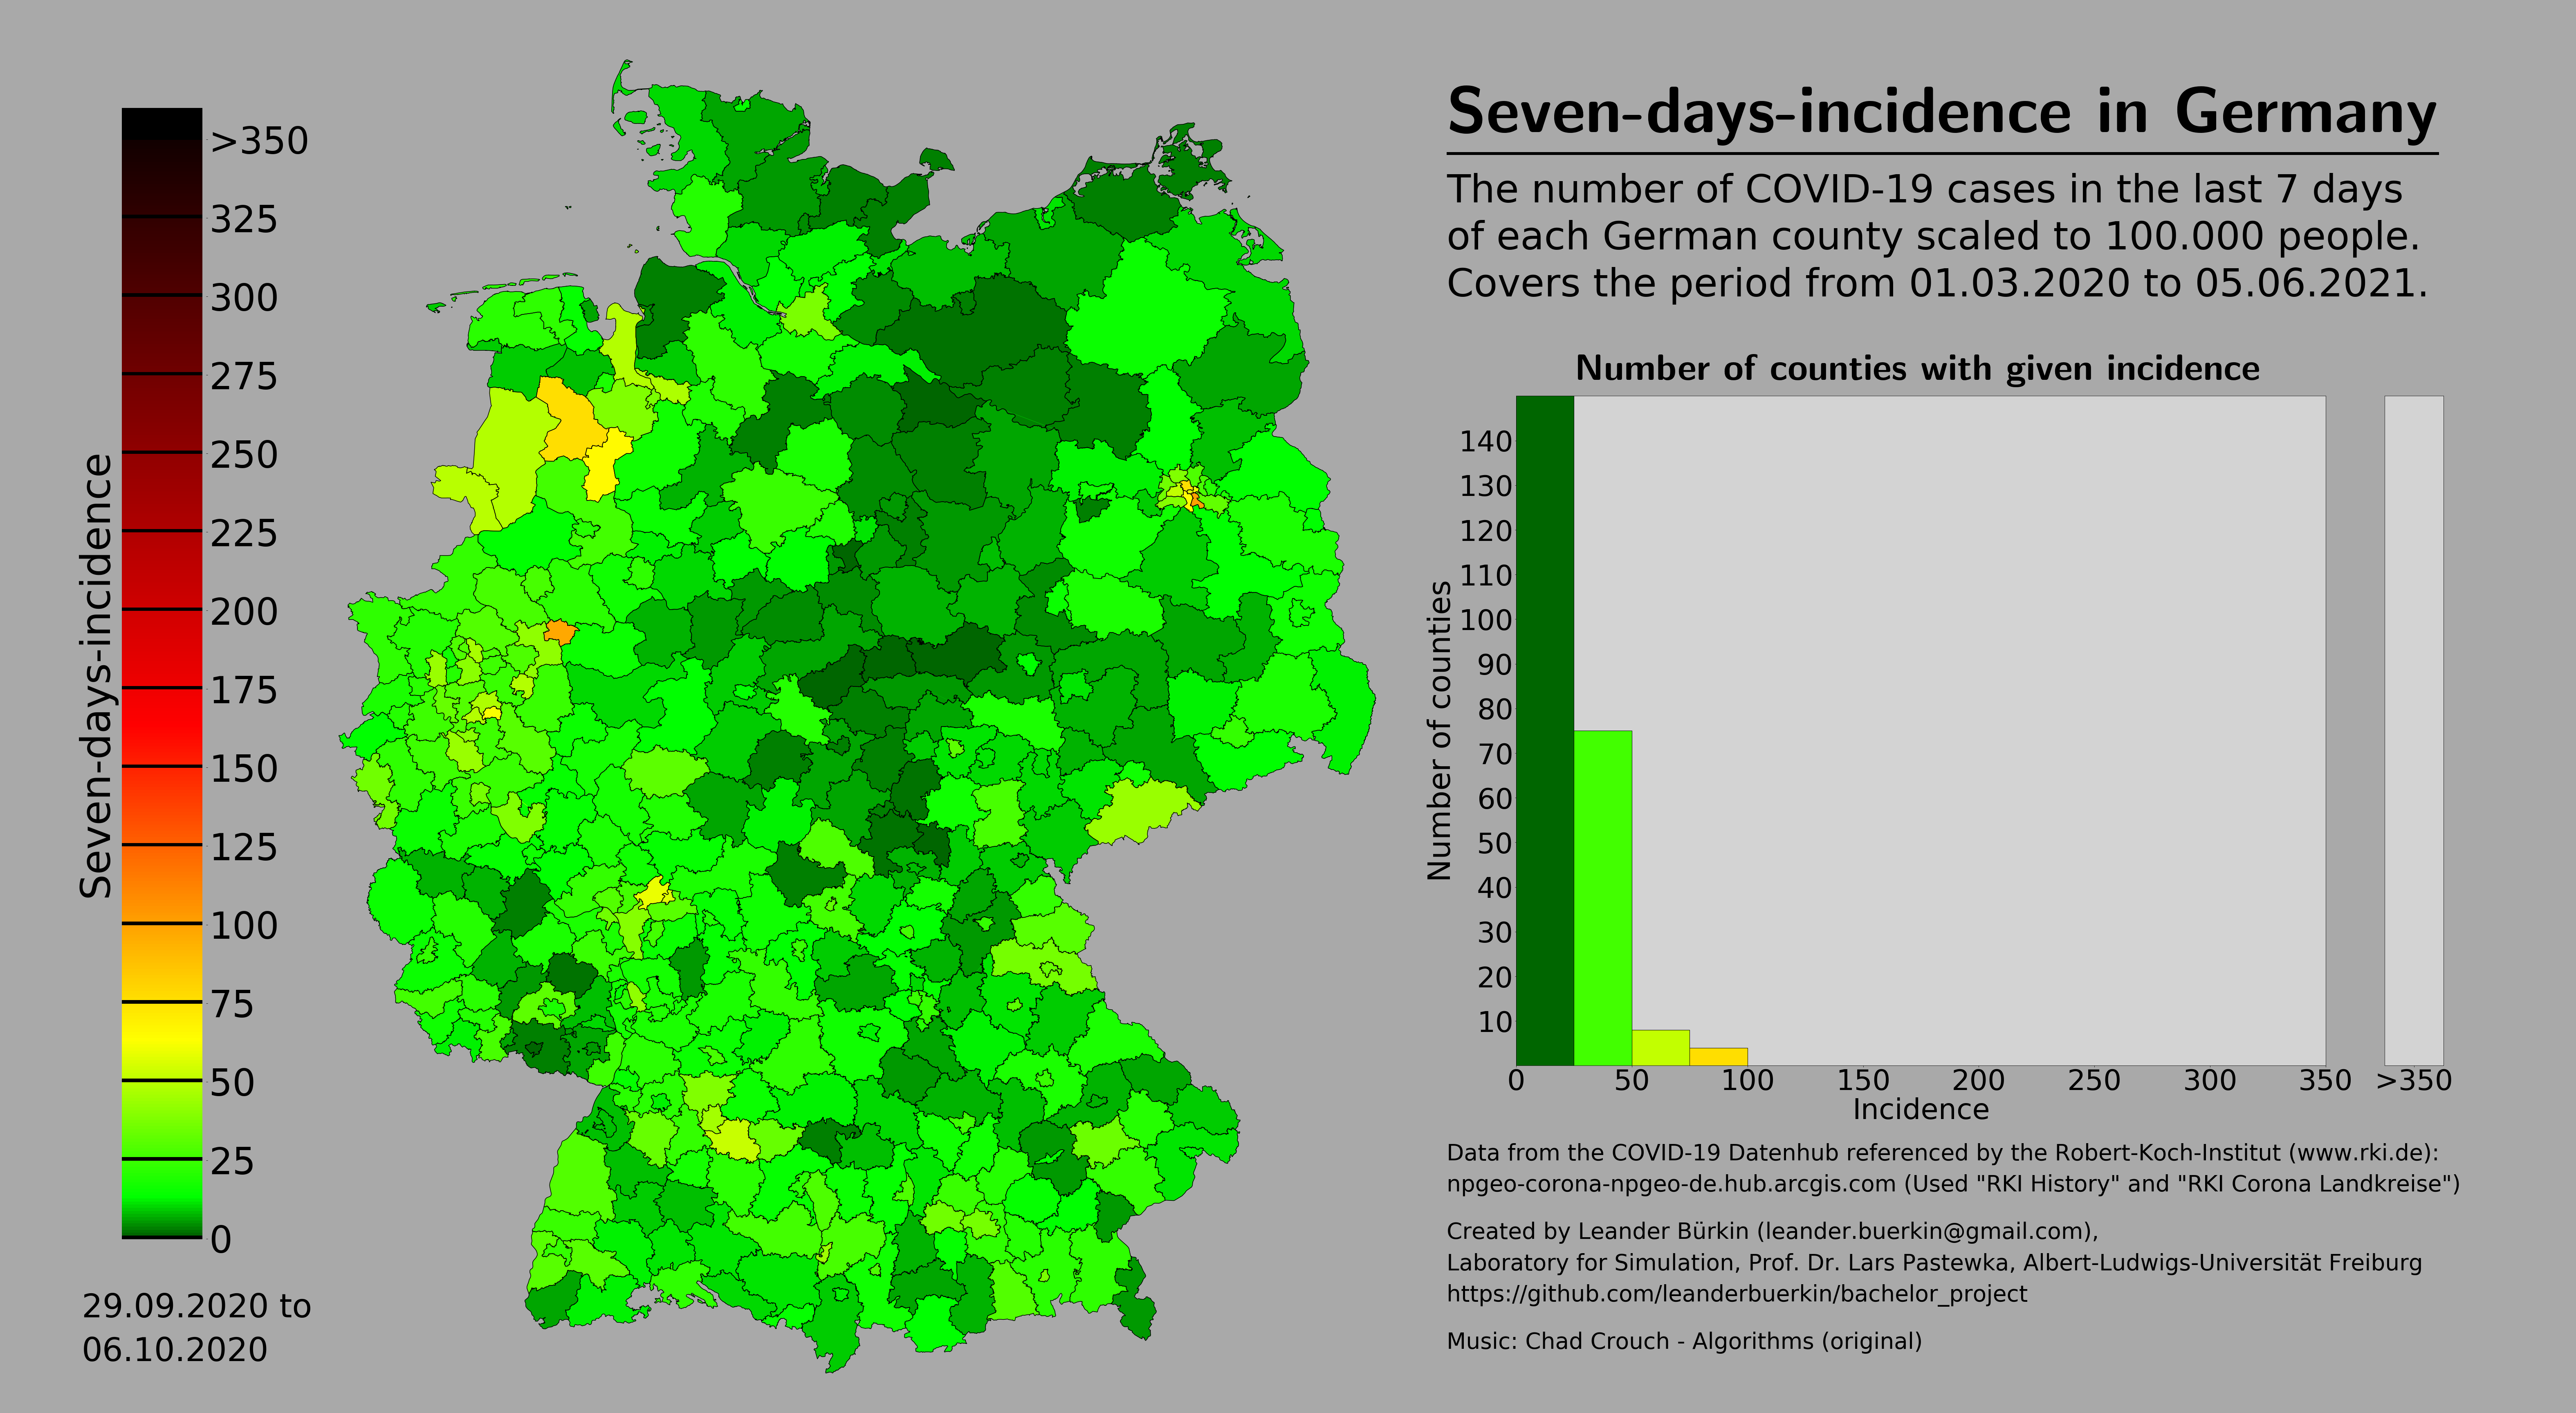 Seven-days-incidence
>350
325
300
275
250
225
200
175
150
125
100
75
50
25
0
29.09.2020 to
06.10.2020
Seven-days-incidence in Germany
The number of COVID-19 cases in the last 7 days
of each German county scaled to 100.000 people.
Covers the period from 01.03.2020 to 05.06.2021.
Number of counties with given incidence
Number of counties
140
130
120
110
100
90
80
70
60
50
40
30
20
10
0 50 100 150 200 250 300 350 >350
Incidence
Data from the COVID-19 Datenhub referenced by the Robert-Koch-Institut (www.rki.de):
npgeo-corona-npgeo-de.hub.arcgis.com (Used "RKI History" and "RKI Corona Landkreise")
Created by Leander Bürkin (leander.buerkin@gmail.com),
Laboratory for Simulation, Prof. Dr. Lars Pastewka, Albert-Ludwigs-Universität Freiburg
https://github.com/leanderbuerkin/bachelor_project
Music: Chad Crouch - Algorithms (original)